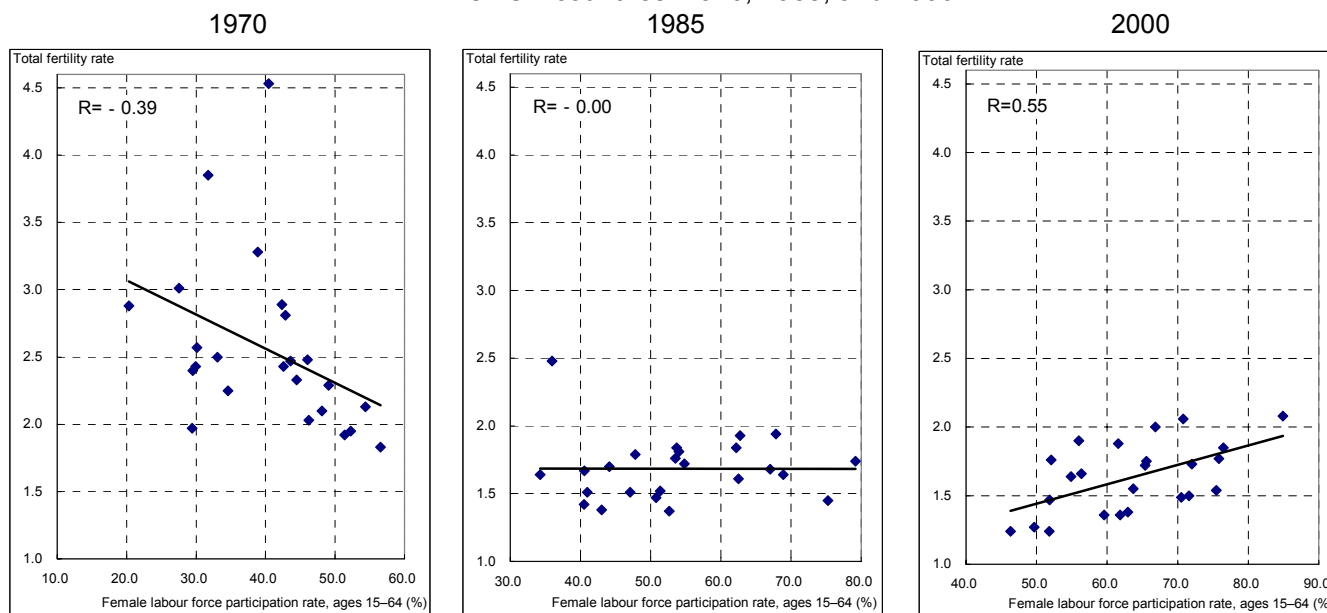 1970
1985
2000
Total fertility rate
R= - 0.39
4.5
4.0
3.5
3.0
2.5
2.0
1.5
1.0
10.0 20.0 30.0 40.0 50.0 60.0
Female labour force participation rate, ages 15–64 (%)
Total fertility rate
R= - 0.00
4.5
4.0
3.5
3.0
2.5
2.0
1.5
1.0
30.0 40.0 50.0 60.0 70.0 80.0
Female labour force participation rate, ages 15–64 (%)
Total fertility rate
R=0.55
4.5
4.0
3.5
3.0
2.5
2.0
1.5
1.0
40.0 50.0 60.0 70.0 80.0 90.0
Female labour force participation rate, ages 15–64 (%)